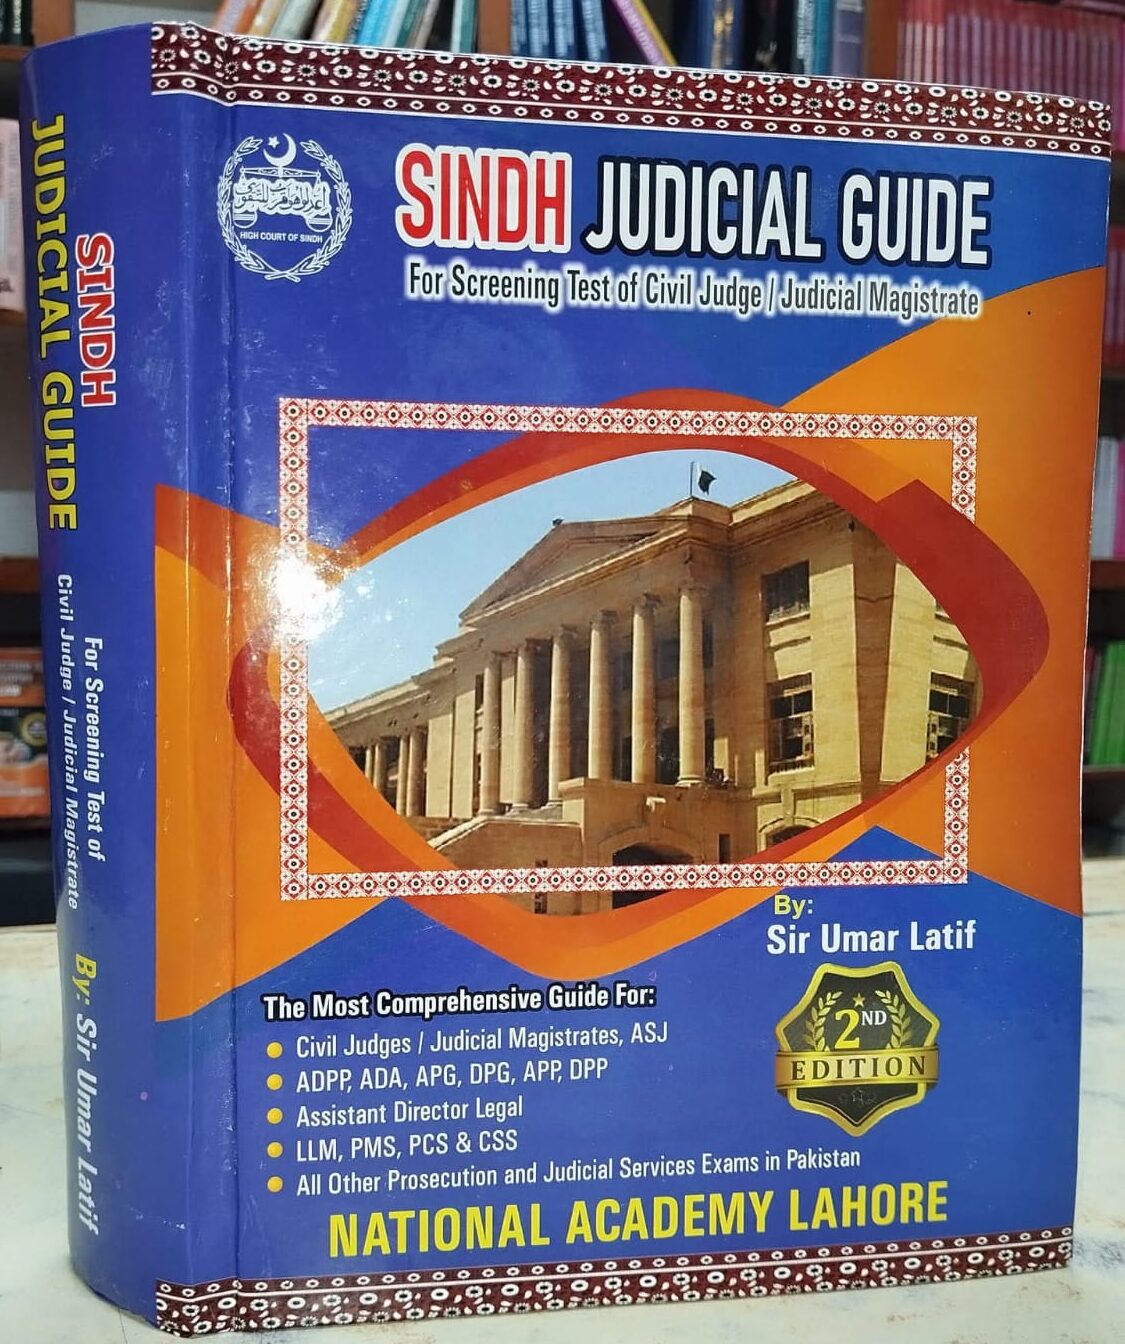 SINDH JUDICIAL GUIDE
For Screening Test of Civil Judge / Judicial Magistrate
HIGH COURT OF SINDH
By:
Sir Umar Latif
2ND
EDITION
The Most Comprehensive Guide For:
Civil Judges / Judicial Magistrates, ASJ
ADPP, ADA, APG, DPG, APP, DPP
Assistant Director Legal
LLM, PMS, PCS & CSS
All Other Prosecution and Judicial Services Exams in Pakistan
NATIONAL ACADEMY LAHORE
SINDH
JUDICIAL GUIDE
For Screening Test of
Civil Judge / Judicial Magistrate
By: Sir Umar Latif